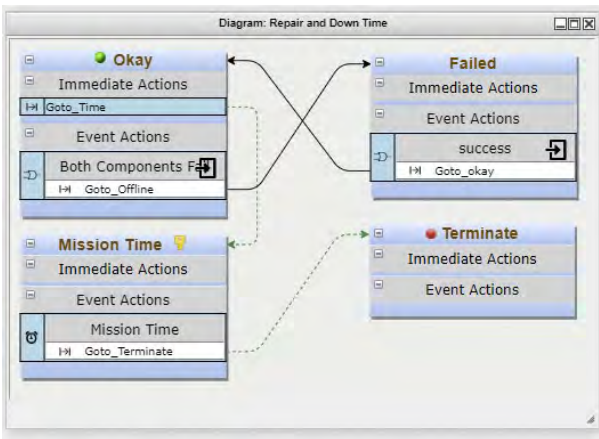 Diagram: Repair and Down Time
Okay
Immediate Actions
Goto_Time
Event Actions
Both Components Fa
Goto_Offline
Failed
Immediate Actions
Event Actions
success
Goto_okay
Mission Time
Immediate Actions
Event Actions
Mission Time
Goto_Terminate
Terminate
Immediate Actions
Event Actions